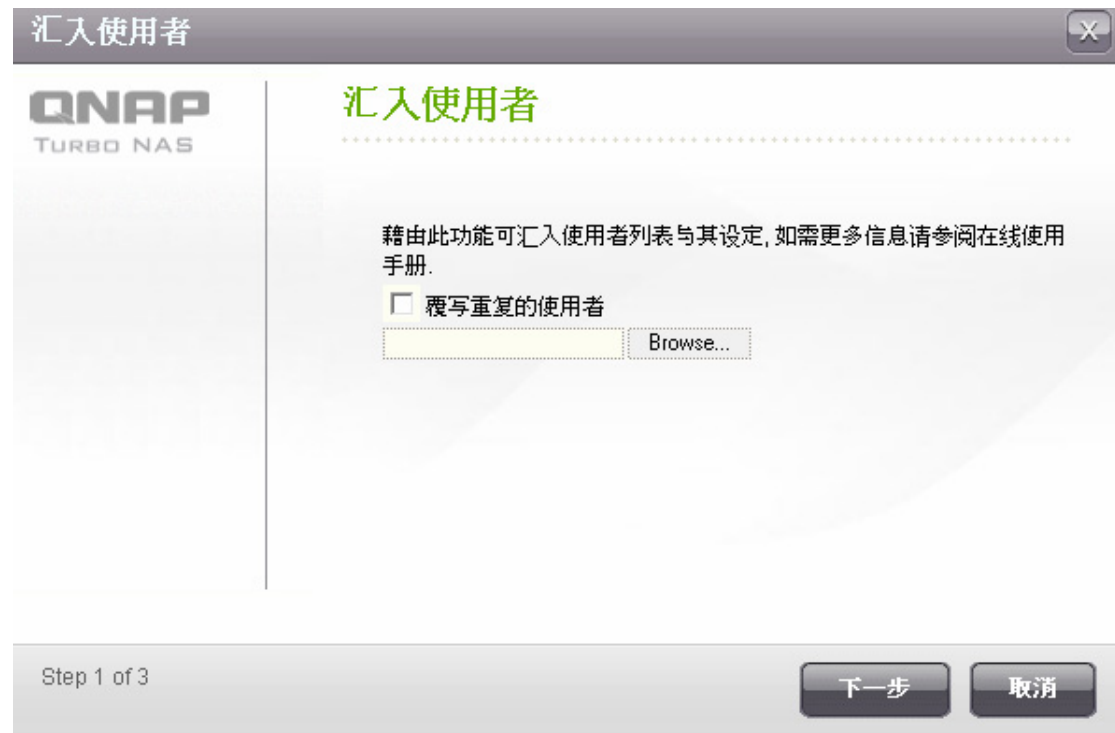 汇入使用者
X
QNAP
TURBO NAS
汇入使用者
藉由此功能可汇入使用者列表与其设定, 如需更多信息请参阅在线使用
手册.
覆写重复的使用者
Browse...
Step 1 of 3
下一步
取消